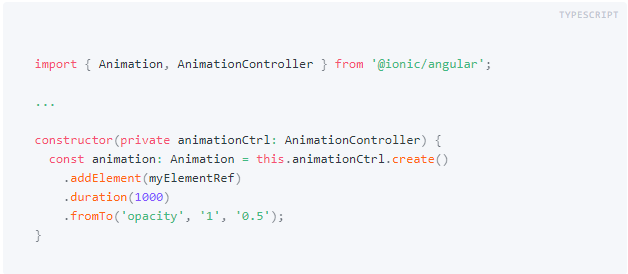 TYPESCRIPT
import { Animation, AnimationController } from '@ionic/angular';
...
constructor(private animationCtrl: AnimationController) {
  const animation: Animation = this.animationCtrl.create()
    .addElement(myElementRef)
    .duration(1000)
    .fromTo('opacity', '1', '0.5');
}